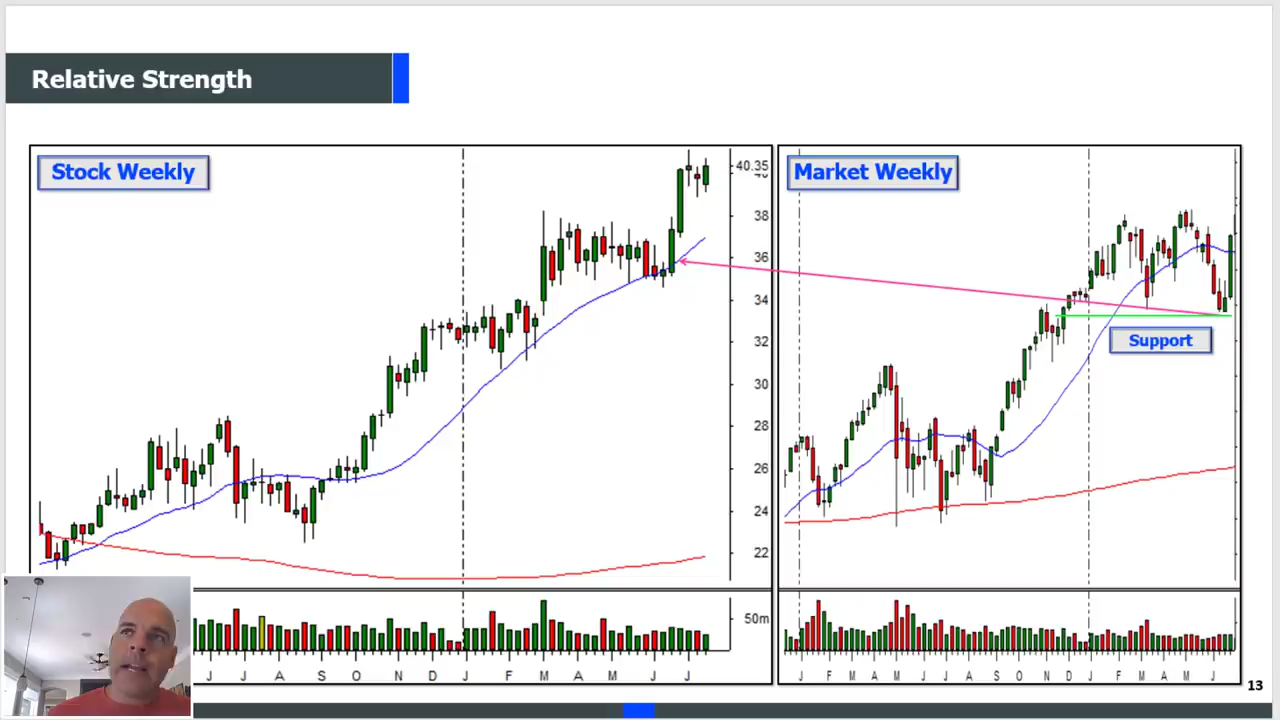 Relative Strength
Stock Weekly
40.35
40
38
36
34
32
30
28
26
24
22
50m
J J A S O N D J F M A M J J
Market Weekly
Support
J F M A M J J A S O N D J F M A M J
13